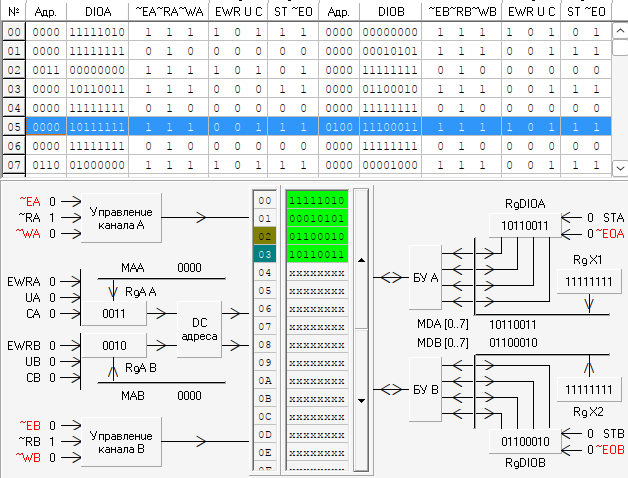 № Адр. DIOA ~EA~RA~WA EWR U C ST ~EO Адр. DIOB ~EB~RB~WB EWR U C ST ~EO
00 0000 11111010 1 1 1 1 0 1 1 1 0000 00000000 1 1 1 0 0 1 0 1
01 0000 11111111 0 1 0 0 0 0 0 0 0000 00010101 1 1 1 0 0 1 1 1
02 0011 00000000 1 1 1 1 0 1 0 1 0000 11111111 0 1 0 0 0 0 0 0
03 0000 10110011 1 1 1 0 0 1 1 1 0000 01100010 1 1 1 0 1 1 1 1
04 0000 11111111 0 1 0 0 0 0 0 0 0000 11111111 0 1 0 0 0 0 0 0
05 0000 10111111 1 1 1 0 0 1 1 1 0100 11100011 1 1 1 1 0 1 1 1
06 0000 11111111 0 1 0 0 0 0 0 0 0000 11111111 0 1 0 0 0 0 0 0
07 0110 01000000 1 1 1 1 0 1 1 1 0000 00001000 1 1 1 0 1 1 1 1
~EA 0
~RA 1
~WA 0
Управление
канала A
EWRA 0
UA 0
CA 0
MAA 0000
RgA A
0011
DC
адреса
EWRB 0
UB 0
CB 0
0010
RgA B
MAB 0000
~EB 0
~RB 1
~WB 0
Управление
канала B
00 11111010
01 00010101
02 01100010
03 10110011
04 xxxxxxxx
05 xxxxxxxx
06 xxxxxxxx
07 xxxxxxxx
08 xxxxxxxx
09 xxxxxxxx
0A xxxxxxxx
0B xxxxxxxx
0C xxxxxxxx
0D xxxxxxxx
0E xxxxxxxx
RgDIOA
10110011
0 STA
0 ~EOA
БУ A
RgX1
11111111
MDA [0..7] 10110011
MDB [0..7] 01100010
БУ B
11111111
RgX2
01100010
RgDIOB
0 STB
0 ~EOB